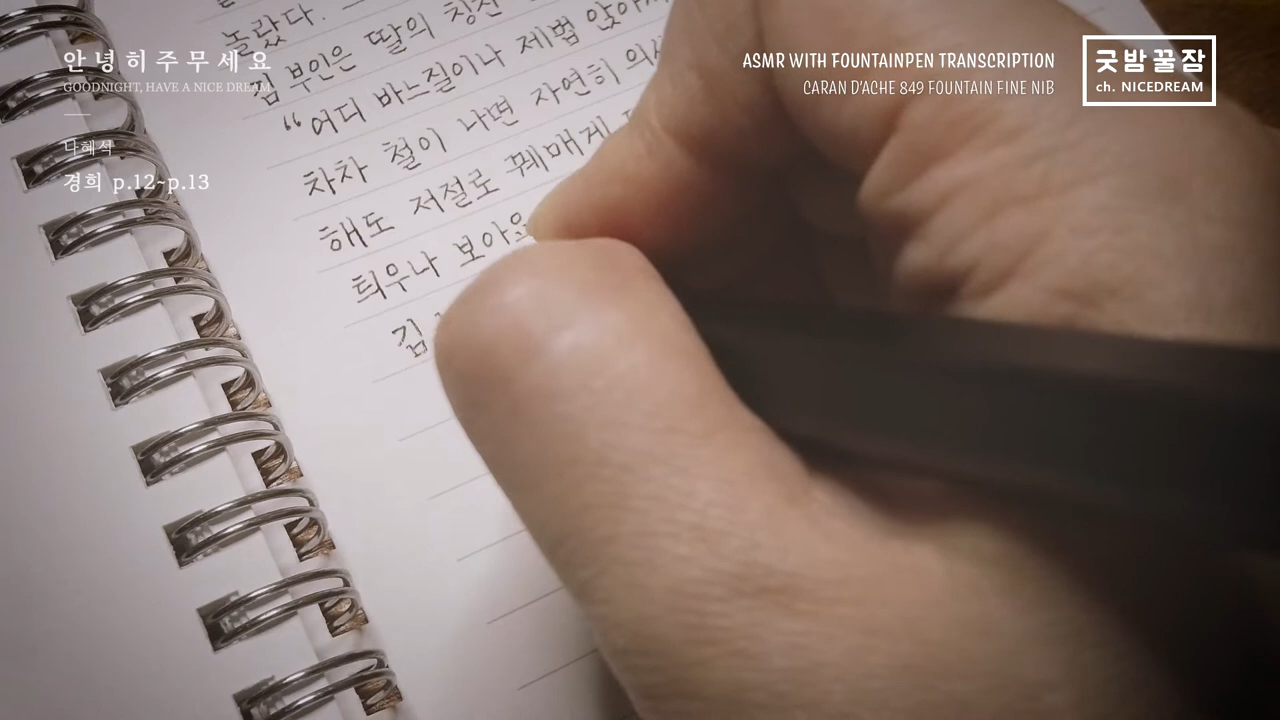 안녕히주무세요
GOODNIGHT, HAVE A NICE DREAM
나혜석
경희 p.12~p.13
ASMR WITH FOUNTAINPEN TRANSCRIPTION
CARAN D'ACHE 849 FOUNTAIN FINE NIB
굿밤꿀잠
ch. NICEDREAM
놀랐다.
김 부인은 딸의 칭찬
“어디 바느질이나 제법 앉아서
차차 철이 나면 자연히 의사
해도 저절로 꿰매게
틔우나 보아요
김